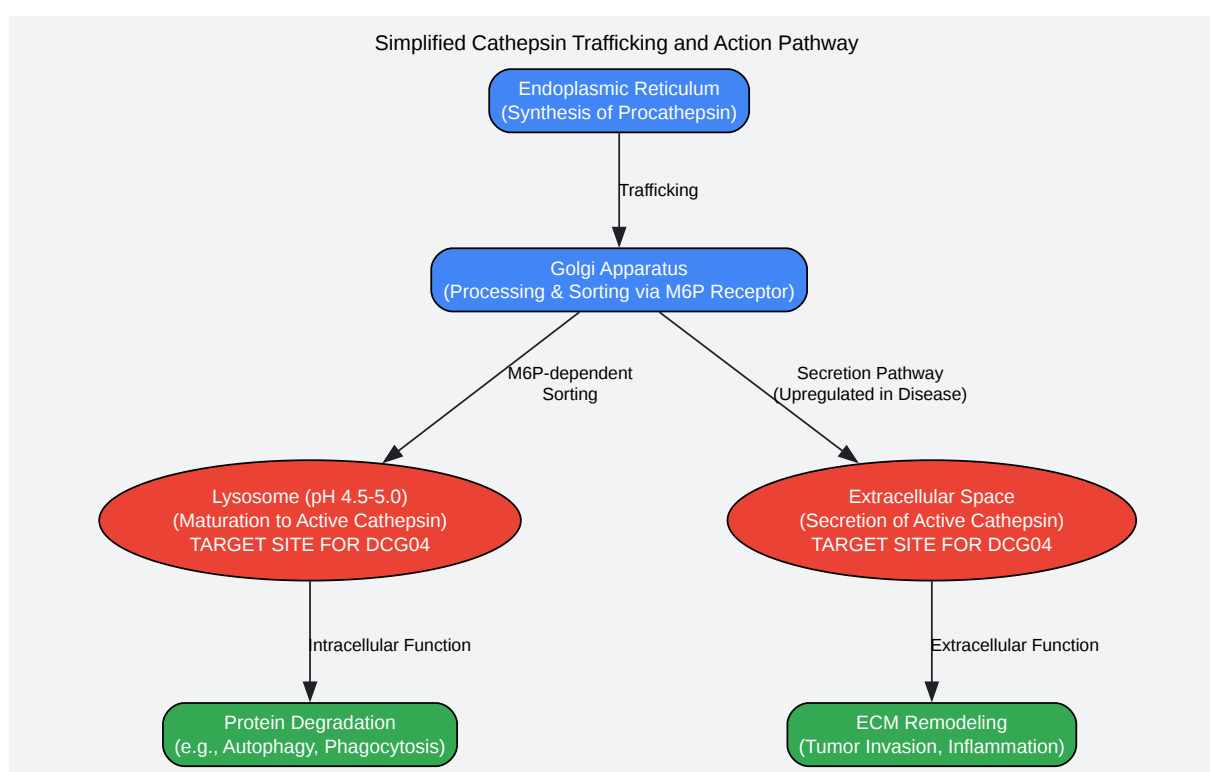 Simplified Cathepsin Trafficking and Action Pathway
Endoplasmic Reticulum
(Synthesis of Procathepsin)
Trafficking
Golgi Apparatus
(Processing & Sorting via M6P Receptor)
M6P-dependent
Sorting
Secretion Pathway
(Upregulated in Disease)
Lysosome (pH 4.5-5.0)
(Maturation to Active Cathepsin)
TARGET SITE FOR DCG04
Extracellular Space
(Secretion of Active Cathepsin)
TARGET SITE FOR DCG04
Intracellular Function
Extracellular Function
Protein Degradation
(e.g., Autophagy, Phagocytosis)
ECM Remodeling
(Tumor Invasion, Inflammation)